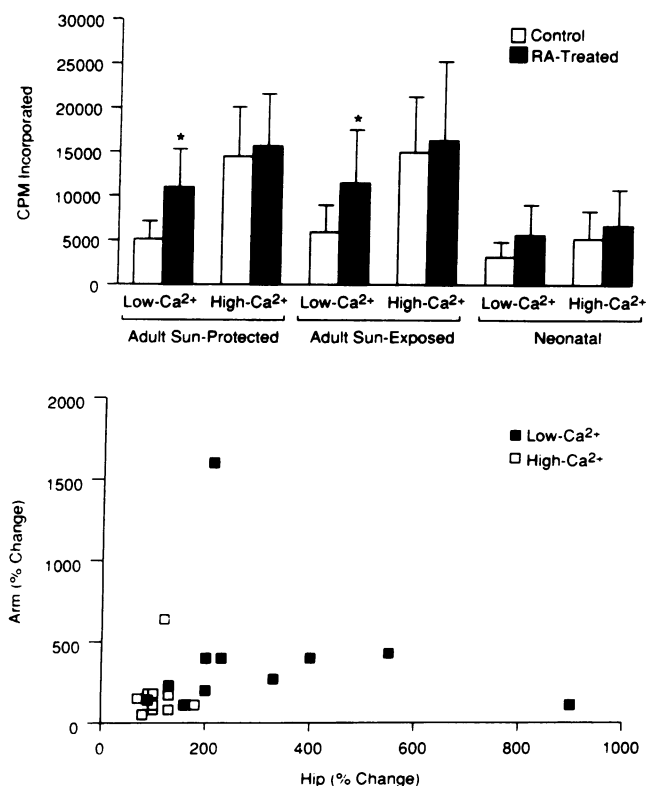 30000
25000
20000
15000
10000
5000
0
CPM Incorporated
Control
RA-Treated
*
*
Low-Ca²⁺ High-Ca²⁺ Low-Ca²⁺ High-Ca²⁺ Low-Ca²⁺ High-Ca²⁺
Adult Sun-Protected Adult Sun-Exposed Neonatal
2000
1500
1000
500
0
Arm (% Change)
Low-Ca²⁺
High-Ca²⁺
0 200 400 600 800 1000
Hip (% Change)